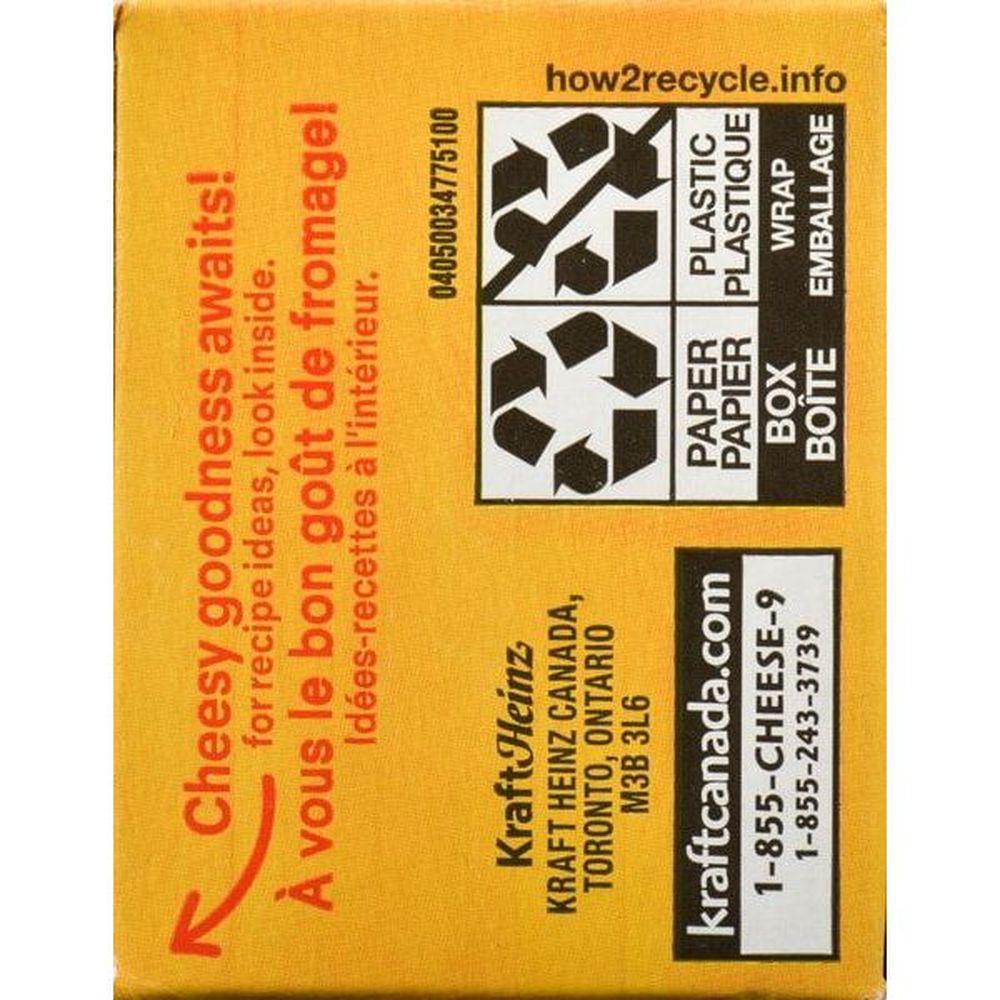 Cheesy goodness awaits!
for recipe ideas, look inside.
À vous le bon goût de fromage!
Idées-recettes à l'intérieur.
04050034775100
KraftHeinz
KRAFT HEINZ CANADA,
TORONTO, ONTARIO
M3B 3L6
kraftcanada.com
1-855-CHEESE-9
1-855-243-3739
how2recycle.info
PAPER
PAPIER
BOX
BOÎTE
PLASTIC
PLASTIQUE
WRAP
EMBALLAGE